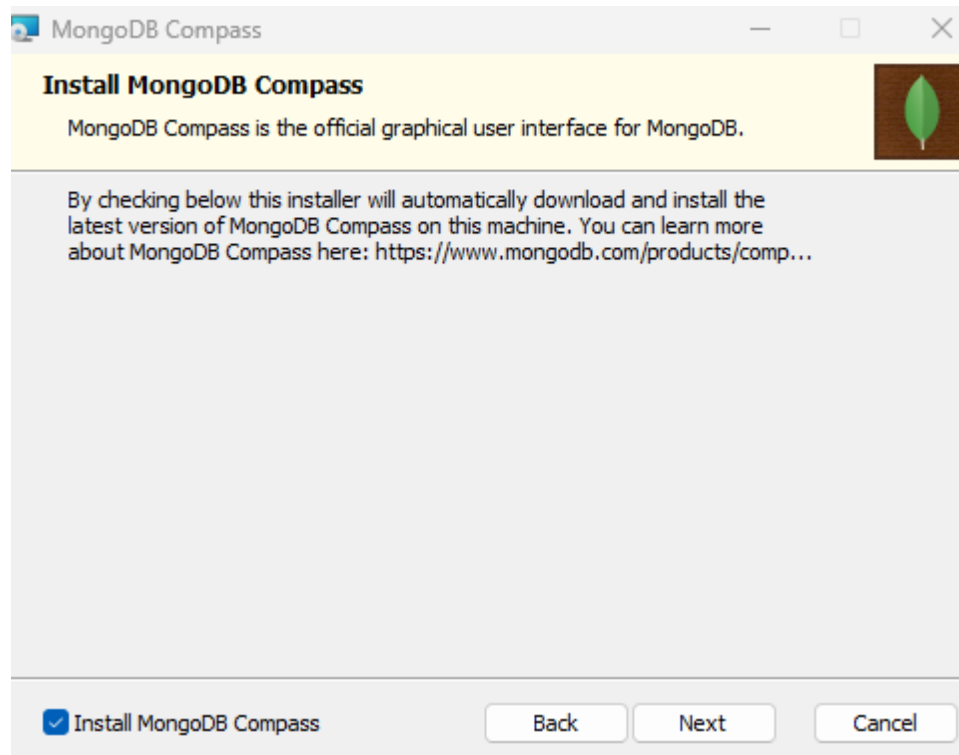 MongoDB Compass
Install MongoDB Compass
MongoDB Compass is the official graphical user interface for MongoDB.
By checking below this installer will automatically download and install the
latest version of MongoDB Compass on this machine. You can learn more
about MongoDB Compass here: https://www.mongodb.com/products/comp...
Install MongoDB Compass
Back
Next
Cancel